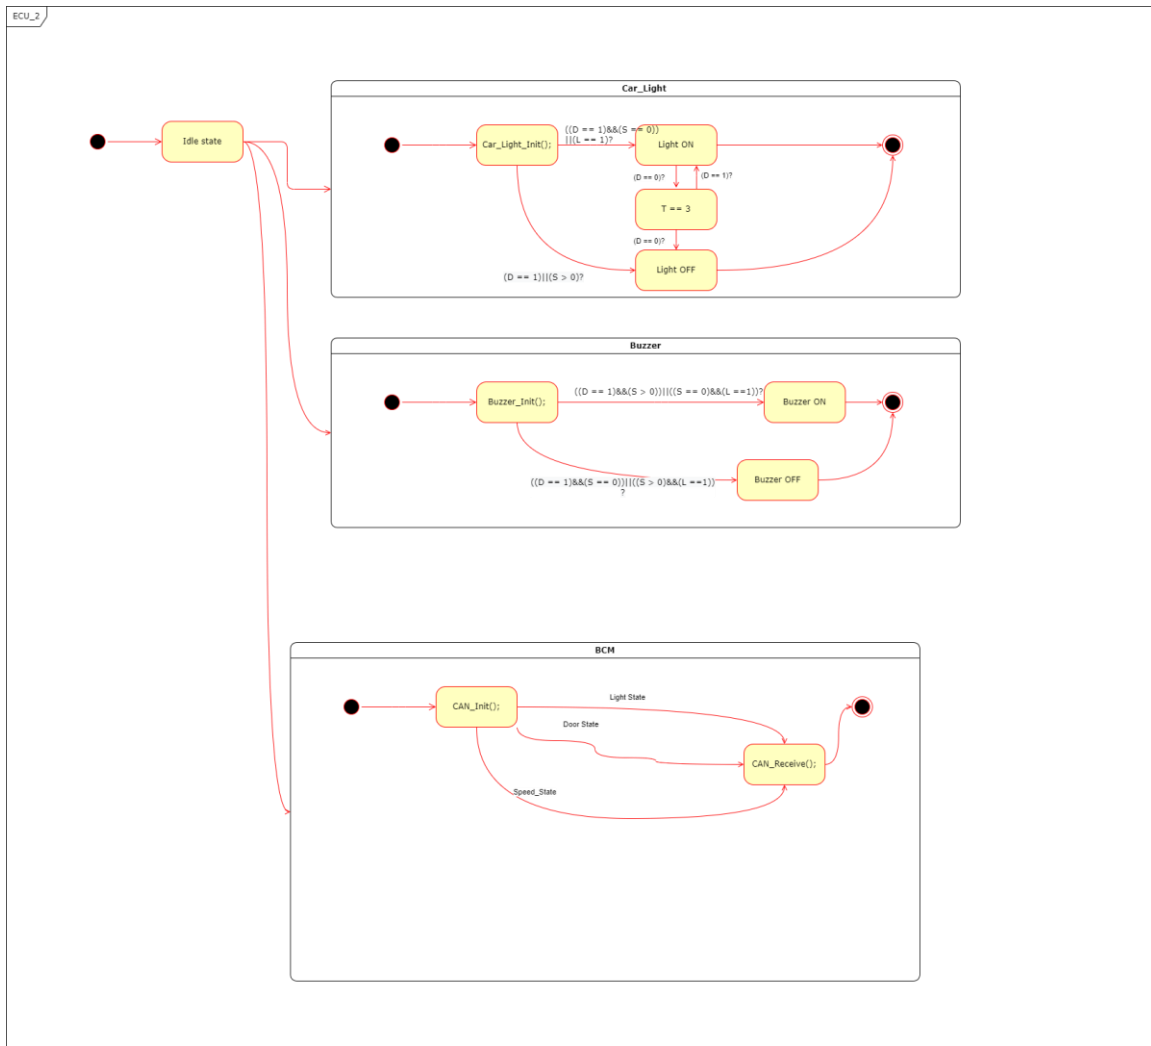 ECU_2
Car_Light
Idle state
Car_Light_Init();
((D == 1)&&(S == 0))
||(L == 1)?
Light ON
(D == 0)?
(D == 1)?
T == 3
(D == 0)?
Light OFF
(D == 1)||(S > 0)?
Buzzer
Buzzer_Init();
((D == 1)&&(S > 0))||((S == 0)&&(L ==1))?
Buzzer ON
((D == 1)&&(S == 0))||((S > 0)&&(L ==1))
?
Buzzer OFF
BCM
CAN_Init();
Light State
Door State
CAN_Receive();
Speed_State